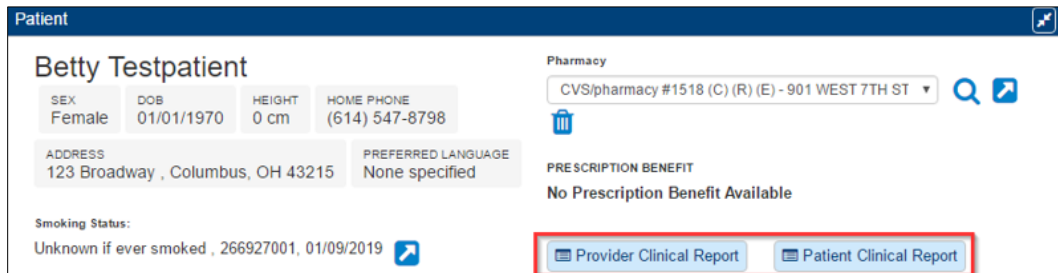 Patient
Betty Testpatient
SEX DOB HEIGHT HOME PHONE
Female 01/01/1970 0 cm (614) 547-8798
ADDRESS PREFERRED LANGUAGE
123 Broadway , Columbus, OH 43215 None specified
Smoking Status:
Unknown if ever smoked , 266927001, 01/09/2019
Pharmacy
CVS/pharmacy #1518 (C) (R) (E) - 901 WEST 7TH ST
PRESCRIPTION BENEFIT
No Prescription Benefit Available
Provider Clinical Report Patient Clinical Report